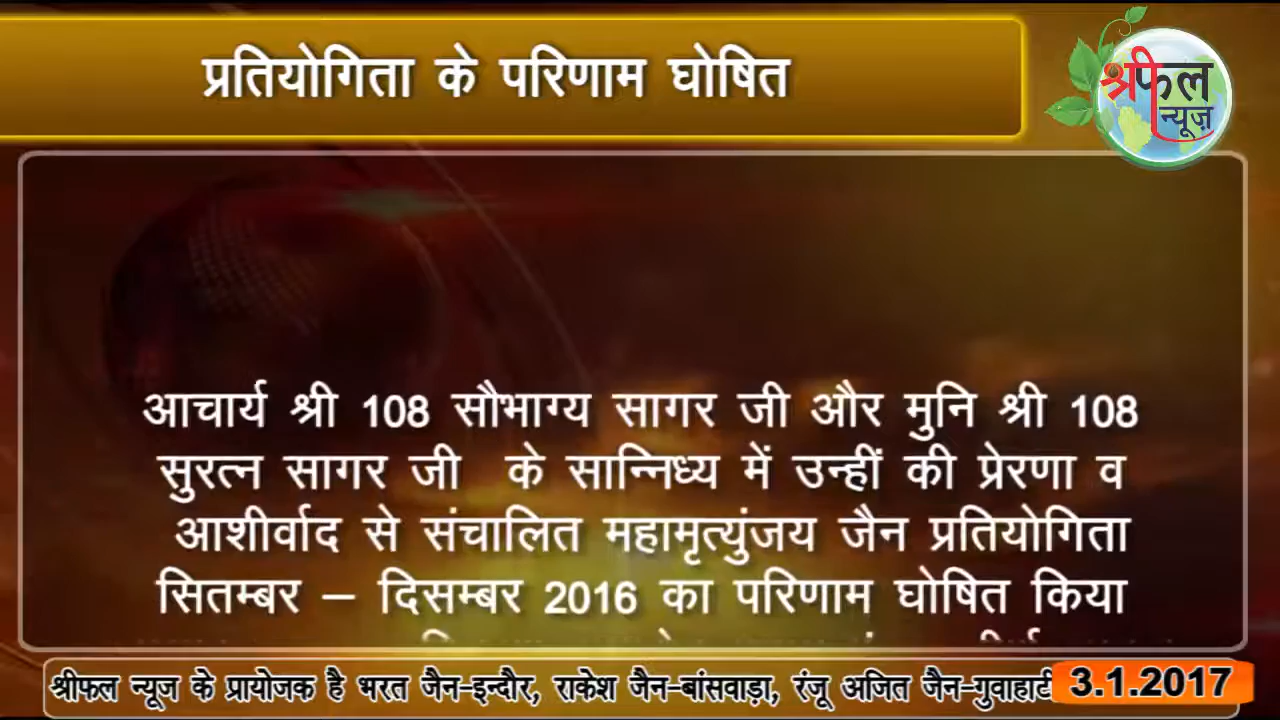 प्रतियोगिता के परिणाम घोषित
श्रीफल
न्यूज़
आचार्य श्री 108 सौभाग्य सागर जी और मुनि श्री 108
सुरत्न सागर जी के सान्निध्य में उन्हीं की प्रेरणा व
आशीर्वाद से संचालित महामृत्युंजय जैन प्रतियोगिता
सितम्बर – दिसम्बर 2016 का परिणाम घोषित किया
श्रीफल न्यूज के प्रायोजक है भरत जैन–इन्दौर, राकेश जैन–बांसवाड़ा, रंजू अजित जैन–गुवाहाटी
3.1.2017